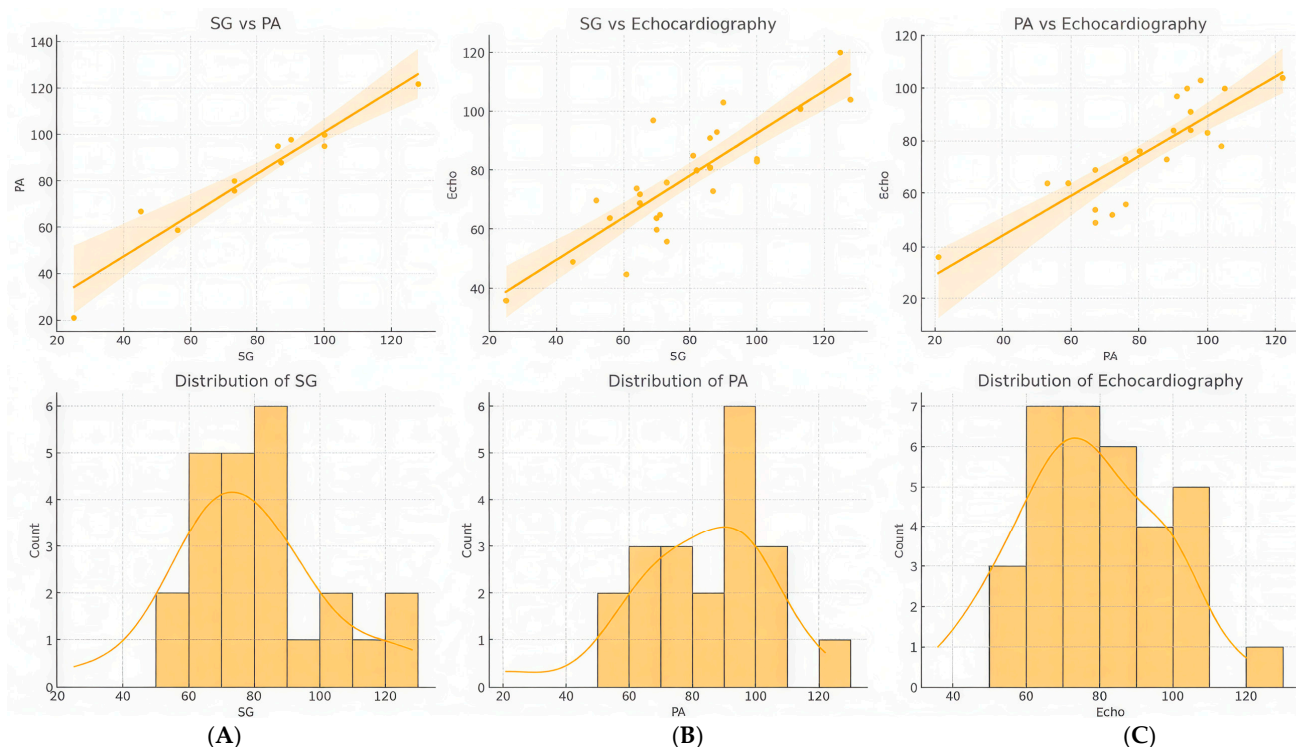 SG vs PA
140
120
100
80
60
40
20
PA
20 40 60 80 100 120
SG
SG vs Echocardiography
120
100
80
60
40
Echo
20 40 60 80 100 120
SG
PA vs Echocardiography
120
100
80
60
40
20
Echo
20 40 60 80 100 120
PA
Distribution of SG
6
5
4
3
2
1
0
Count
20 40 60 80 100 120
SG
Distribution of PA
6
5
4
3
2
1
0
Count
20 40 60 80 100 120
PA
Distribution of Echocardiography
7
6
5
4
3
2
1
0
Count
40 60 80 100 120
Echo
(A) (B) (C)